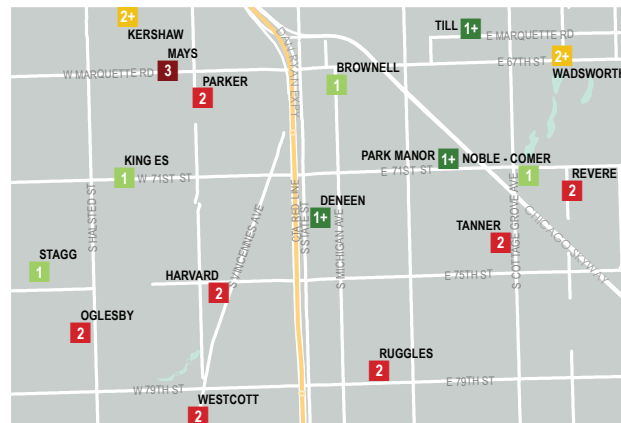 2+
KERSHAW
TILL
1+
E MARQUETTE RD
MAYS
3
W MARQUETTE RD
PARKER
2
DAN RYAN EXPY
BROWNELL
1
E 67TH ST
2+
WADSWORTH
KING ES
1
W 71ST ST
PARK MANOR
1+
E 71ST ST
NOBLE - COMER
1
REVERE
2
S HALSTED ST
S VINCENNES AVE
CTA RED LINE
S STATE ST
DENEEN
1+
S MICHIGAN AVE
TANNER
2
S COTTAGE GROVE AVE
CHICAGO SKYWAY
STAGG
1
HARVARD
2
E 75TH ST
OGLESBY
2
RUGGLES
2
W 79TH ST
E 79TH ST
WESTCOTT
2